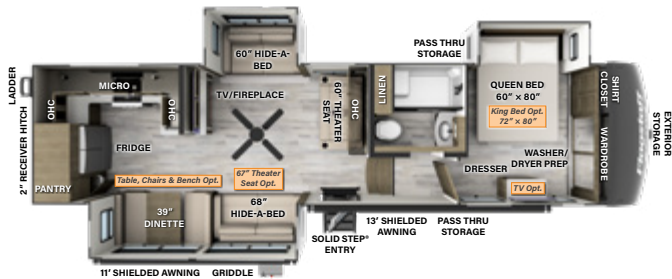 60" HIDE-A-
BED
PASS THRU
STORAGE
LADDER
MICRO
OHC
OHC
TV/FIREPLACE
60" THEATER
SEAT
OHC
LINEN
QUEEN BED
60" x 80"
King Bed Opt.
72" x 80"
SHIRT
CLOSET
EXTERIOR
STORAGE
2" RECEIVER HITCH
FRIDGE
PANTRY
Table, Chairs & Bench Opt.
67" Theater
Seat Opt.
WASHER/
DRYER PREP
DRESSER
TV Opt.
WARDROBE
39"
DINETTE
68"
HIDE-A-BED
SOLID STEP®
ENTRY
13' SHIELDED
AWNING
PASS THRU
STORAGE
11' SHIELDED AWNING
GRIDDLE